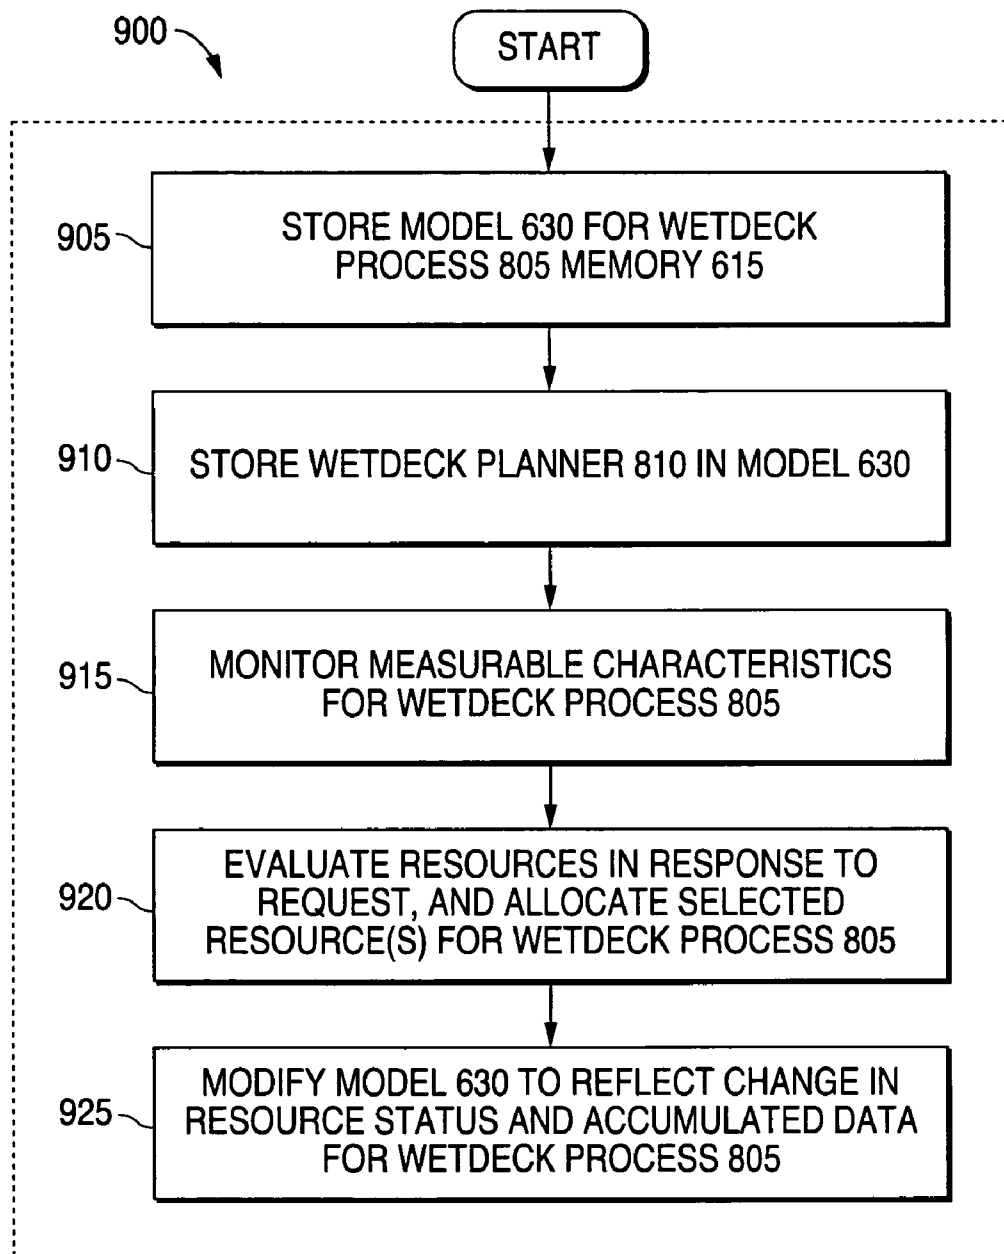 900
START
905
STORE MODEL 630 FOR WETDECK
PROCESS 805 MEMORY 615
910
STORE WETDECK PLANNER 810 IN MODEL 630
915
MONITOR MEASURABLE CHARACTERISTICS
FOR WETDECK PROCESS 805
920
EVALUATE RESOURCES IN RESPONSE TO
REQUEST, AND ALLOCATE SELECTED
RESOURCE(S) FOR WETDECK PROCESS 805
925
MODIFY MODEL 630 TO REFLECT CHANGE IN
RESOURCE STATUS AND ACCUMULATED DATA
FOR WETDECK PROCESS 805